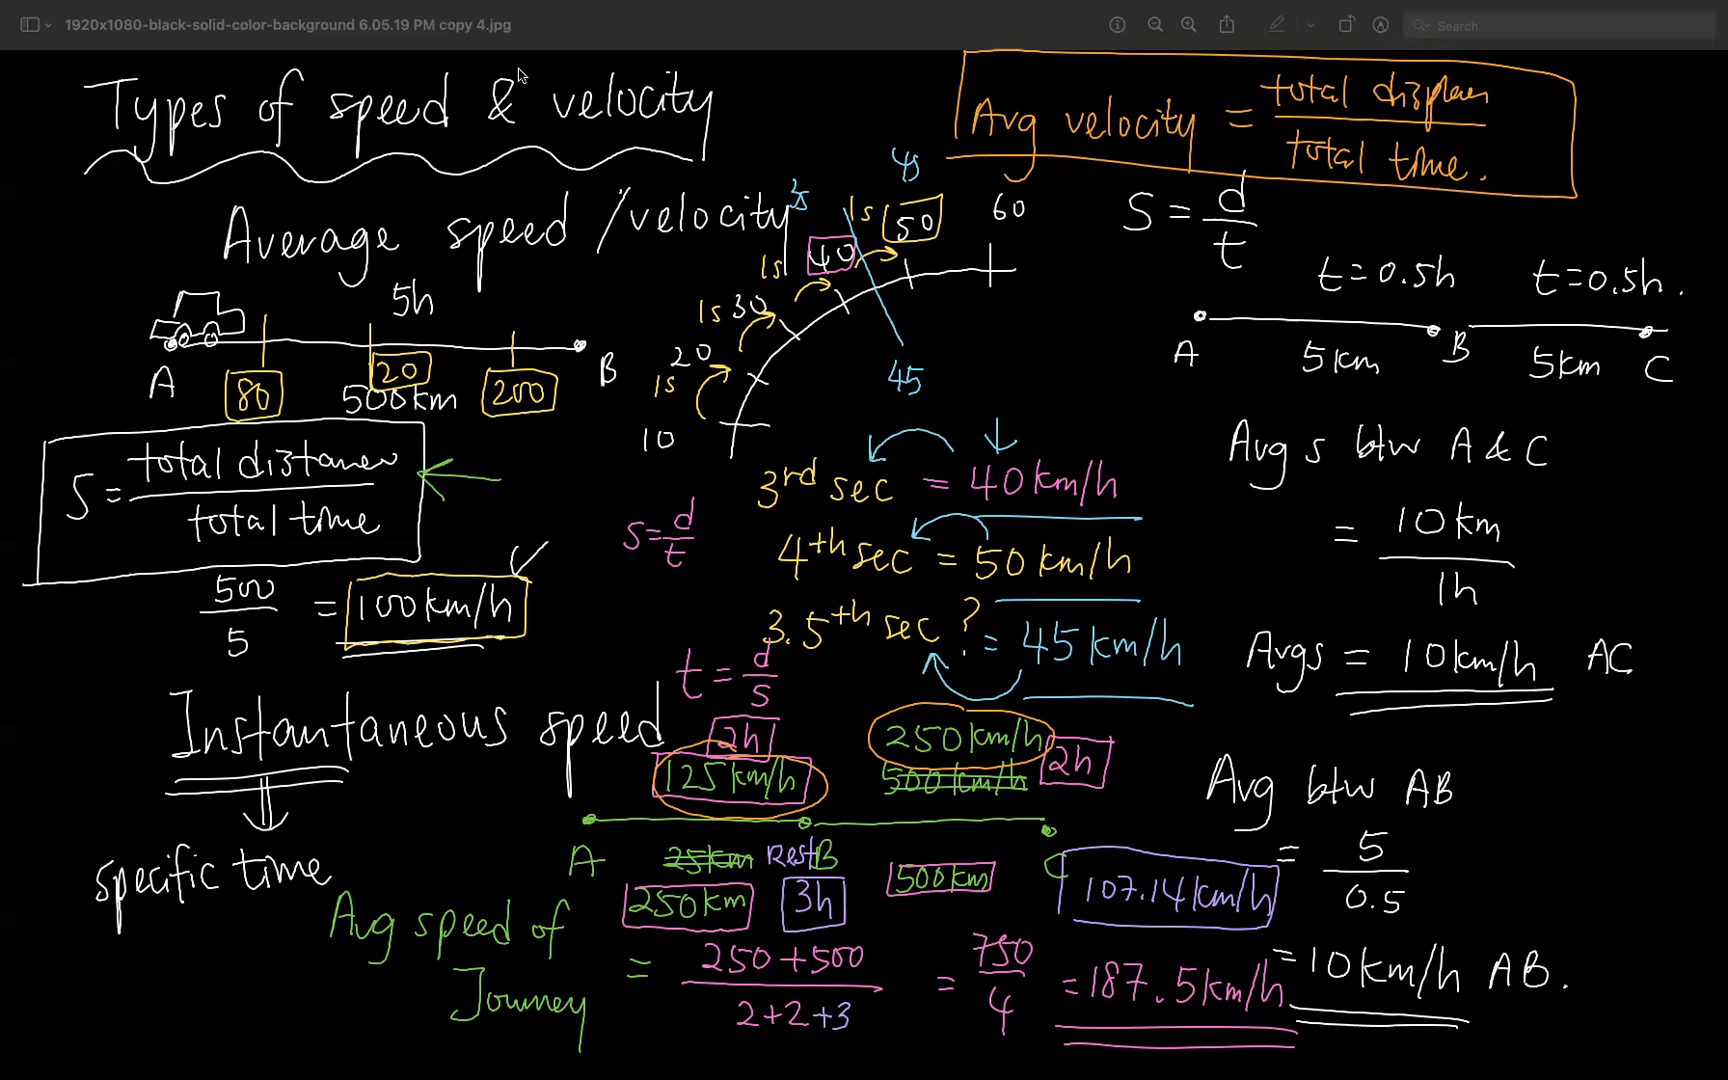 1920x1080-black-solid-color-background 6.05.19 PM copy 4.jpg
Search
Types of speed & velocity
Avg velocity = total displacem / total time.
Average speed /velocity
S = d/t
5h
A
80
20
200
500km
B
S = total distance / total time
500/5 = 100km/h
Instantaneous speed
specific time
10
1s
20
1s
30
1s
40
1s
50
60
3s
4s
45
3rd sec = 40km/h
4th sec = 50km/h
3.5th sec ? = 45km/h
s = d/t
t = d/s
2h
125km/h
250km/h
500km/h
2h
A
25km
Rest
B
C
250km
3h
500km
107.14km/h
Avg speed of Journey = 250+500 / 2+2+3 = 750/4 = 187.5km/h
t=0.5h
t=0.5h.
A
5km
B
5km
C
Avg s btw A & C
= 10km / 1h
Avg s = 10km/h AC
Avg btw AB
= 5/0.5
= 10km/h AB.